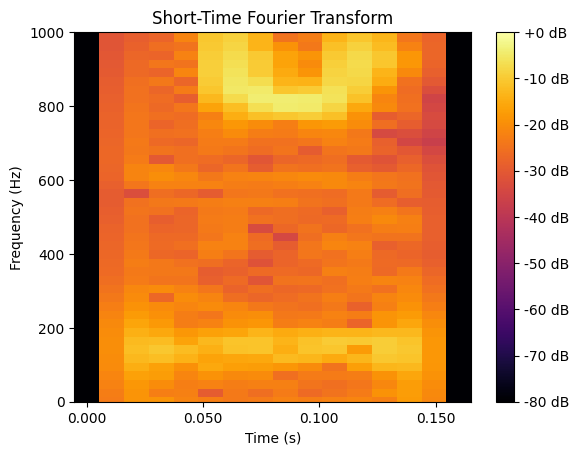 Short-Time Fourier Transform
1000
800
600
400
200
0
Frequency (Hz)
0.000
0.050
0.100
0.150
Time (s)
+0 dB
-10 dB
-20 dB
-30 dB
-40 dB
-50 dB
-60 dB
-70 dB
-80 dB